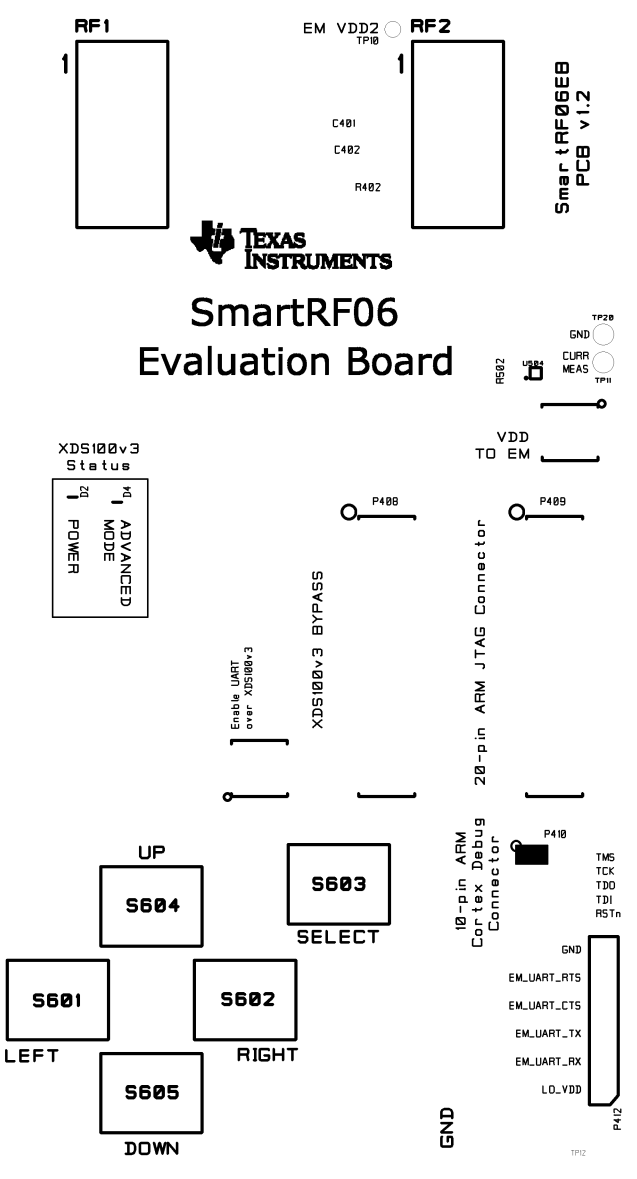 RF1
EM VDD2
TP10
RF2
1
1
SmartRF06EB
PCB v1.2
C401
C402
R402
TEXAS
INSTRUMENTS
SmartRF06
Evaluation Board
TP20
GND
CURR
MEAS
TP11
R502
U504
VDD
TO EM
XDS100v3
Status
D2
D4
POWER
ADVANCED
MODE
P408
P409
XDS100v3 BYPASS
20-pin ARM JTAG Connector
Enable UART
over XDS100v3
P410
10-pin ARM
Cortex Debug
Connector
UP
S604
S603
SELECT
S601
LEFT
S602
RIGHT
S605
DOWN
TMS
TCK
TDO
TDI
RSTn
GND
EM_UART_RTS
EM_UART_CTS
EM_UART_TX
EM_UART_RX
LO_VDD
P412
GND
TP12